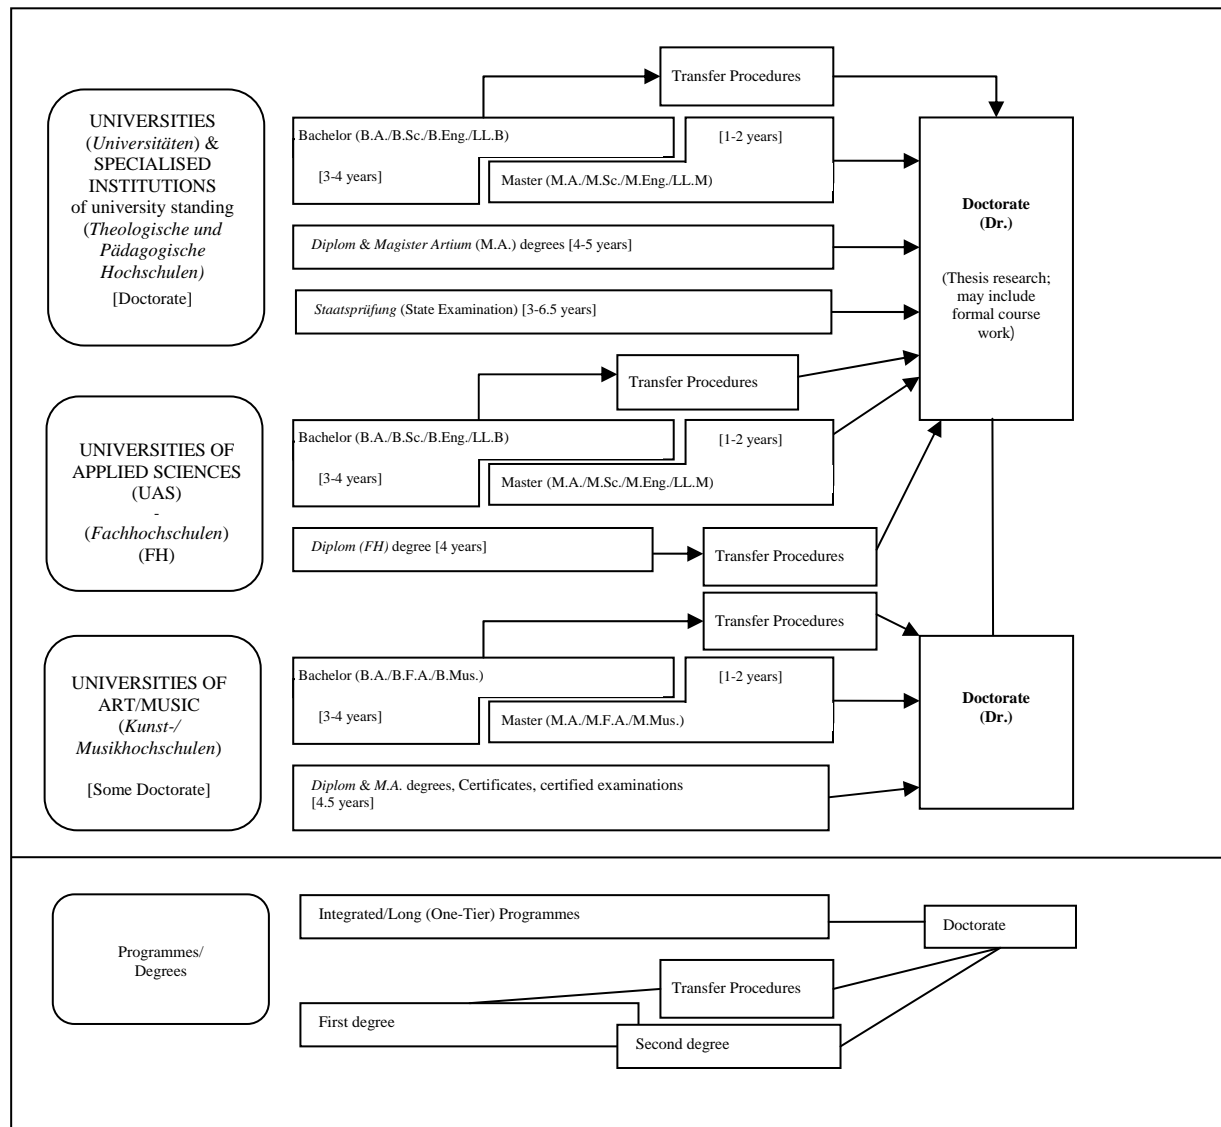 Transfer Procedures
UNIVERSITIES
(Universitäten) &
SPECIALISED
INSTITUTIONS
of university standing
(Theologische und
Pädagogische
Hochschulen)
[Doctorate]
Bachelor (B.A./B.Sc./B.Eng./LL.B)
[3-4 years]
[1-2 years]
Master (M.A./M.Sc./M.Eng./LL.M)
Diplom & Magister Artium (M.A.) degrees [4-5 years]
Staatsprüfung (State Examination) [3-6.5 years]
Doctorate
(Dr.)
(Thesis research;
may include
formal course
work)
Transfer Procedures
UNIVERSITIES OF
APPLIED SCIENCES
(UAS)
-
(Fachhochschulen)
(FH)
Bachelor (B.A./B.Sc./B.Eng./LL.B)
[3-4 years]
[1-2 years]
Master (M.A./M.Sc./M.Eng./LL.M)
Diplom (FH) degree [4 years]
Transfer Procedures
Transfer Procedures
UNIVERSITIES OF
ART/MUSIC
(Kunst-/
Musikhochschulen)
[Some Doctorate]
Bachelor (B.A./B.F.A./B.Mus.)
[3-4 years]
[1-2 years]
Master (M.A./M.F.A./M.Mus.)
Diplom & M.A. degrees, Certificates, certified examinations
[4.5 years]
Doctorate
(Dr.)
Programmes/
Degrees
Integrated/Long (One-Tier) Programmes
Doctorate
Transfer Procedures
First degree
Second degree